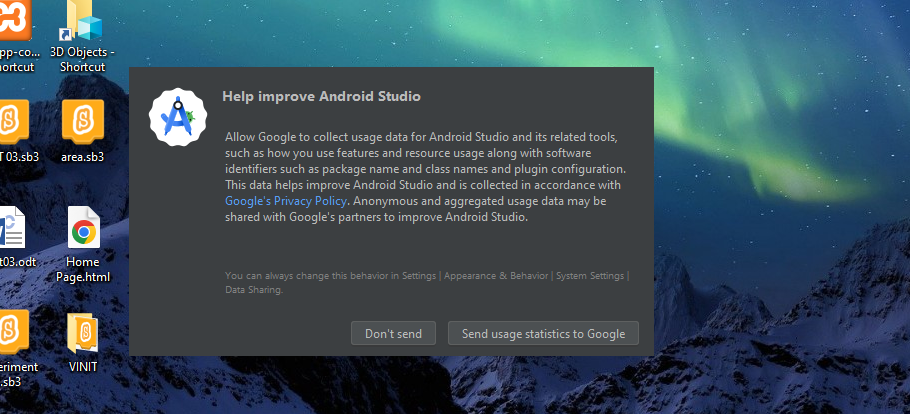 pp-co...
ortcut
3D Objects -
Shortcut
T 03.sb3
area.sb3
t03.odt
Home
Page.html
eriment
.sb3
VINIT
Help improve Android Studio
Allow Google to collect usage data for Android Studio and its related tools,
such as how you use features and resource usage along with software
identifiers such as package name and class names and plugin configuration.
This data helps improve Android Studio and is collected in accordance with
Google's Privacy Policy. Anonymous and aggregated usage data may be
shared with Google's partners to improve Android Studio.
You can always change this behavior in Settings | Appearance & Behavior | System Settings |
Data Sharing.
Don't send
Send usage statistics to Google